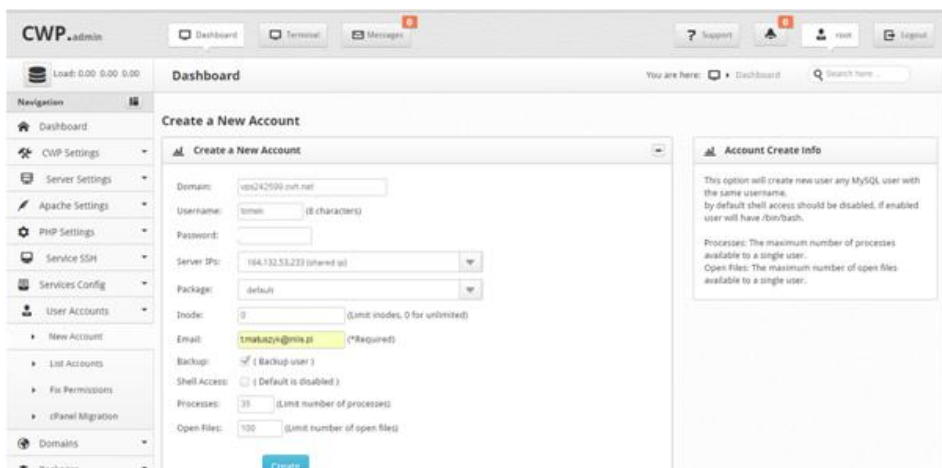 CWP.admin
Dashboard
Terminal
Messages
0
? Support
0
root
Logout
Load: 0.00 0.00 0.00
Dashboard
You are here:
Dashboard
Search here ...
Navigation
Dashboard
CWP Settings
Server Settings
Apache Settings
PHP Settings
Service SSH
Services Config
User Accounts
New Account
List Accounts
Fix Permissions
cPanel Migration
Domains
Create a New Account
Create a New Account
Domain:
Username: (8 characters)
Password:
Server IPs: 164.132.53.233 (shared ip)
Package: default
Inode: 0 (Limit inodes, 0 for unlimited)
Email: (*Required)
Backup: ( Backup user )
Shell Access: ( Default is disabled )
Processes: 35 (Limit number of processes)
Open Files: 100 (Limit number of open files)
Create
Account Create Info
This option will create new user any MySQL user with
the same username,
by default shell access should be disabled, if enabled
user will have /bin/bash.
Processes: The maximum number of processes
available to a single user.
Open Files: The maximum number of open files
available to a single user.